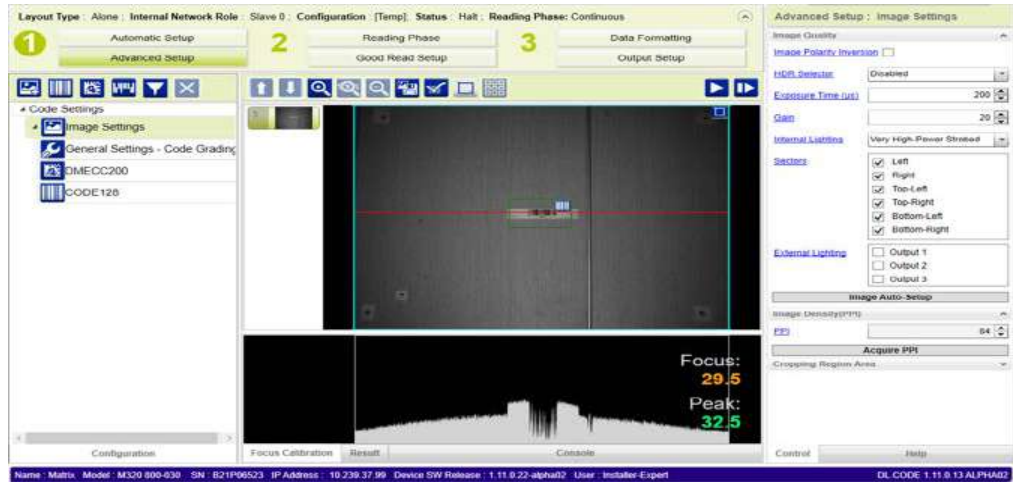 Layout Type : Alone : Internal Network Role : Slave 0 : Configuration : [Temp]: Status : Halt : Reading Phase: Continuous
1
Automatic Setup
Advanced Setup
2
Reading Phase
Good Read Setup
3
Data Formatting
Output Setup
Code Settings
Image Settings
General Settings - Code Grading
DMECC200
CODE128
Configuration
Focus:
29.5
Peak:
32.5
Focus Calibration
Result
Console
Advanced Setup : Image Settings
Image Quality
Image Polarity Inversion
HDR Selector
Disabled
Exposure Time (us)
200
Gain
20
Internal Lighting
Very High-Power Strobed
Sectors
Left
Right
Top-Left
Top-Right
Bottom-Left
Bottom-Right
External Lighting
Output 1
Output 2
Output 3
Image Auto-Setup
Image Density(PPI)
PPI
64
Acquire PPI
Cropping Region Area
Control
Help
Name : Matrix Model : M320 800-030 SN : B21P06523 IP Address : 10.239.37.99 Device SW Release : 1.11.0.22-alpha02 User : Installer-Expert
DL.CODE 1.11.0.13 ALPHA02